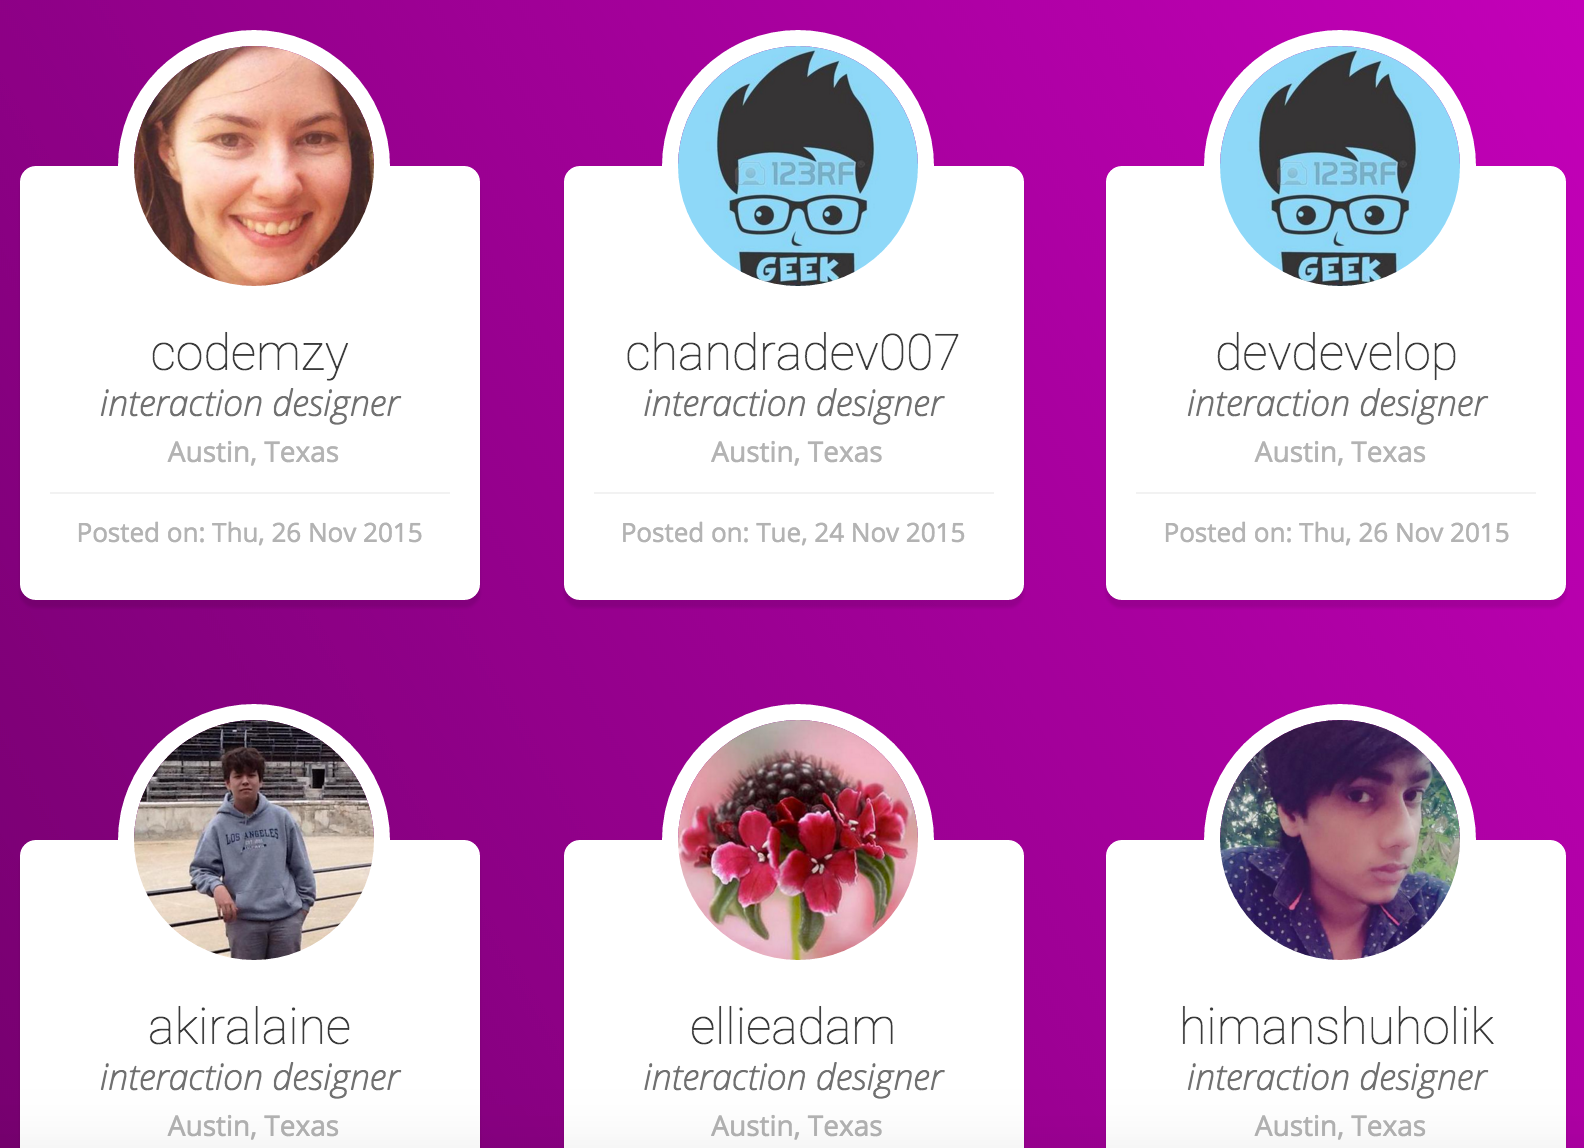 123RF
GEEK
123RF
GEEK
codemzy
chandradev007
devdevelop
interaction designer
interaction designer
interaction designer
Austin, Texas
Austin, Texas
Austin, Texas
Posted on: Thu, 26 Nov 2015
Posted on: Tue, 24 Nov 2015
Posted on: Thu, 26 Nov 2015
LOS ANGELES
akiralaine
ellieadam
himanshuholik
interaction designer
interaction designer
interaction designer
Austin, Texas
Austin, Texas
Austin, Texas